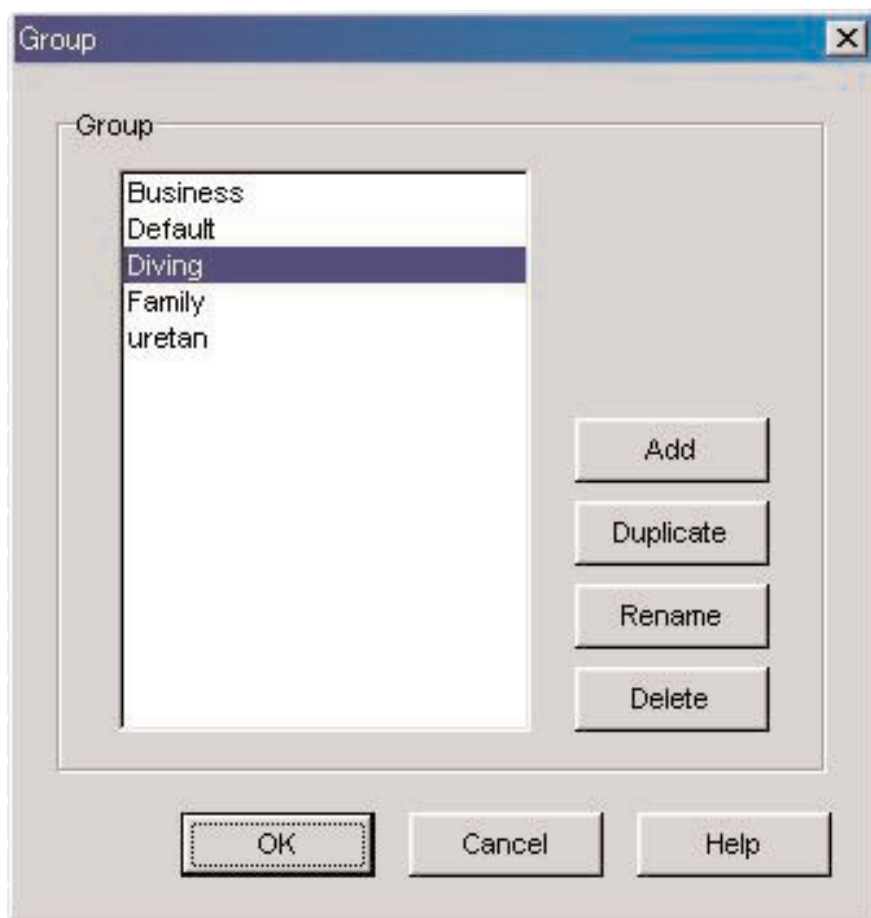 Group
Group
Business
Default
Diving
Family
uretan
Add
Duplicate
Rename
Delete
OK
Cancel
Help